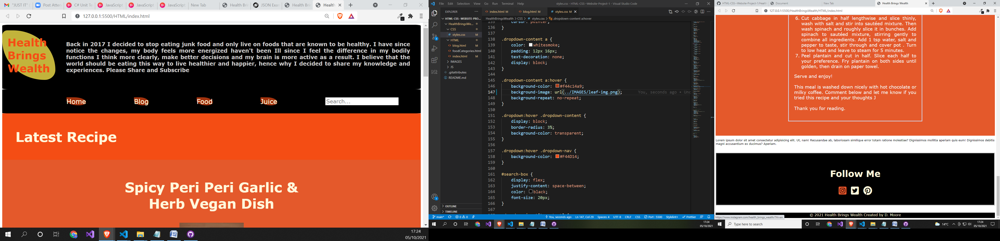 "JUST IT"
Post Atten
C# Unit Te
JavaScript
JavaScript
JavaScript
New Tab
Health Brin
JSON Exam
Health Brin
Health
127.0.0.1:5500/HTML/index.html
Health
Brings
Wealth
Back in 2017 I decided to stop eating junk food and only live on foods that are known to be healthy. I have since
notice the changes, my body feels more energized haven't been Ill since I feel the difference in my bodily
functions I think more clearly, make better decisions and my brain is more active as a result. I believe that the
world should be eating this way to live healthier and happier, hence why I decided to share my knowledge and
experiences. Please Share and Subscribe
Home Blog Food Juice Search...
Latest Recipe
Spicy Peri Peri Garlic &
Herb Vegan Dish
17:24
05/10/2021
File Edit Selection View Go Run Terminal Help
styles.css - HTML-CSS--Website-Project-1 - Visual Studio Code
EXPLORER
HTML-CSS--WEBSITE-PRO...
HealthBringsWe...
CSS
styles.css M
HTML
blog.html M
foodCategories.html
index.html M
IMAGES
JS
.gitattributes
README.md
OUTLINE
TIMELINE
index.html M
blog.html M
styles.css M
HealthBringsWealth > CSS > styles.css > .dropdown-content a:hover
135 cursor: pointer;
136 }
137
138 .dropdown-content a {
139 color: whitesmoke;
140 padding: 12px 16px;
141 text-decoration: none;
142 display: block;
143 }
144
145 .dropdown-content a:hover {
146 background-color: #f44c14a9;
147 background-image: url(../IMAGES/leaf-img.png); You, seconds ago • Unc
148 background-repeat: no-repeat;
149 }
150
151 .dropdown:hover .dropdown-content {
152 display: block;
153 border-radius: 3%;
154 background-color: transparent;
155 }
156
157 .dropdown:hover .dropdown-nav {
158 background-color: #F44D14;
159 }
160
161 #search-box {
162 display: flex;
163 justify-content: space-between;
164 color: black;
165 font-size: 20px;
166 }
167
main* 0 0 You, seconds ago Ln 147, Col 29 Spaces: 4 UTF-8 CRLF CSS Port : 5500 Stylelint+ Prettier
17:24
05/10/2021
HTML-CSS--Website-Project-1/Health
Document
New Tab
Health Brings Wealth
127.0.0.1:5500/HealthBringsWealth/HTML/index.html
6. Cut cabbage in half lengthwise and slice thinly,
wash with salt and stir into sautéed mixture. Then
wash spinach and roughly slice it in bunches. Add
spinach to sautéed mixture, stirring gently to
combine all ingredients. Add 1 tsp water, salt and
pepper to taste, stir through and cover pot . Turn
to low heat and leave to steam for 5 minutes.
7. Peel plantain and cut in half. Slice each half to
your preference. Fry plantain on both sides until
golden, then drain on paper towel.
Serve and enjoy!
This meal is washed down nicely with hot chocolate or
milky coffee. Comment below and let me know if you
tried this recipe and your thoughts J
Thank you for reading.
Lorem ipsum dolor sit amet consectetur adipisicing elit. Ut, nam! Recusandae ab, laboriosam similique error totam ratione molestiae? Dignissimos mollitia aperiam quis eum! Dignissimos debitis
magni accusantium ex ducimus? Aperiam.
Follow Me
© 2021 Health Brings Wealth Created by D. Moore
https://www.instagram.com/health_brings_wealth/?hl=en
Type here to search
14°C
17:24
05/10/2021